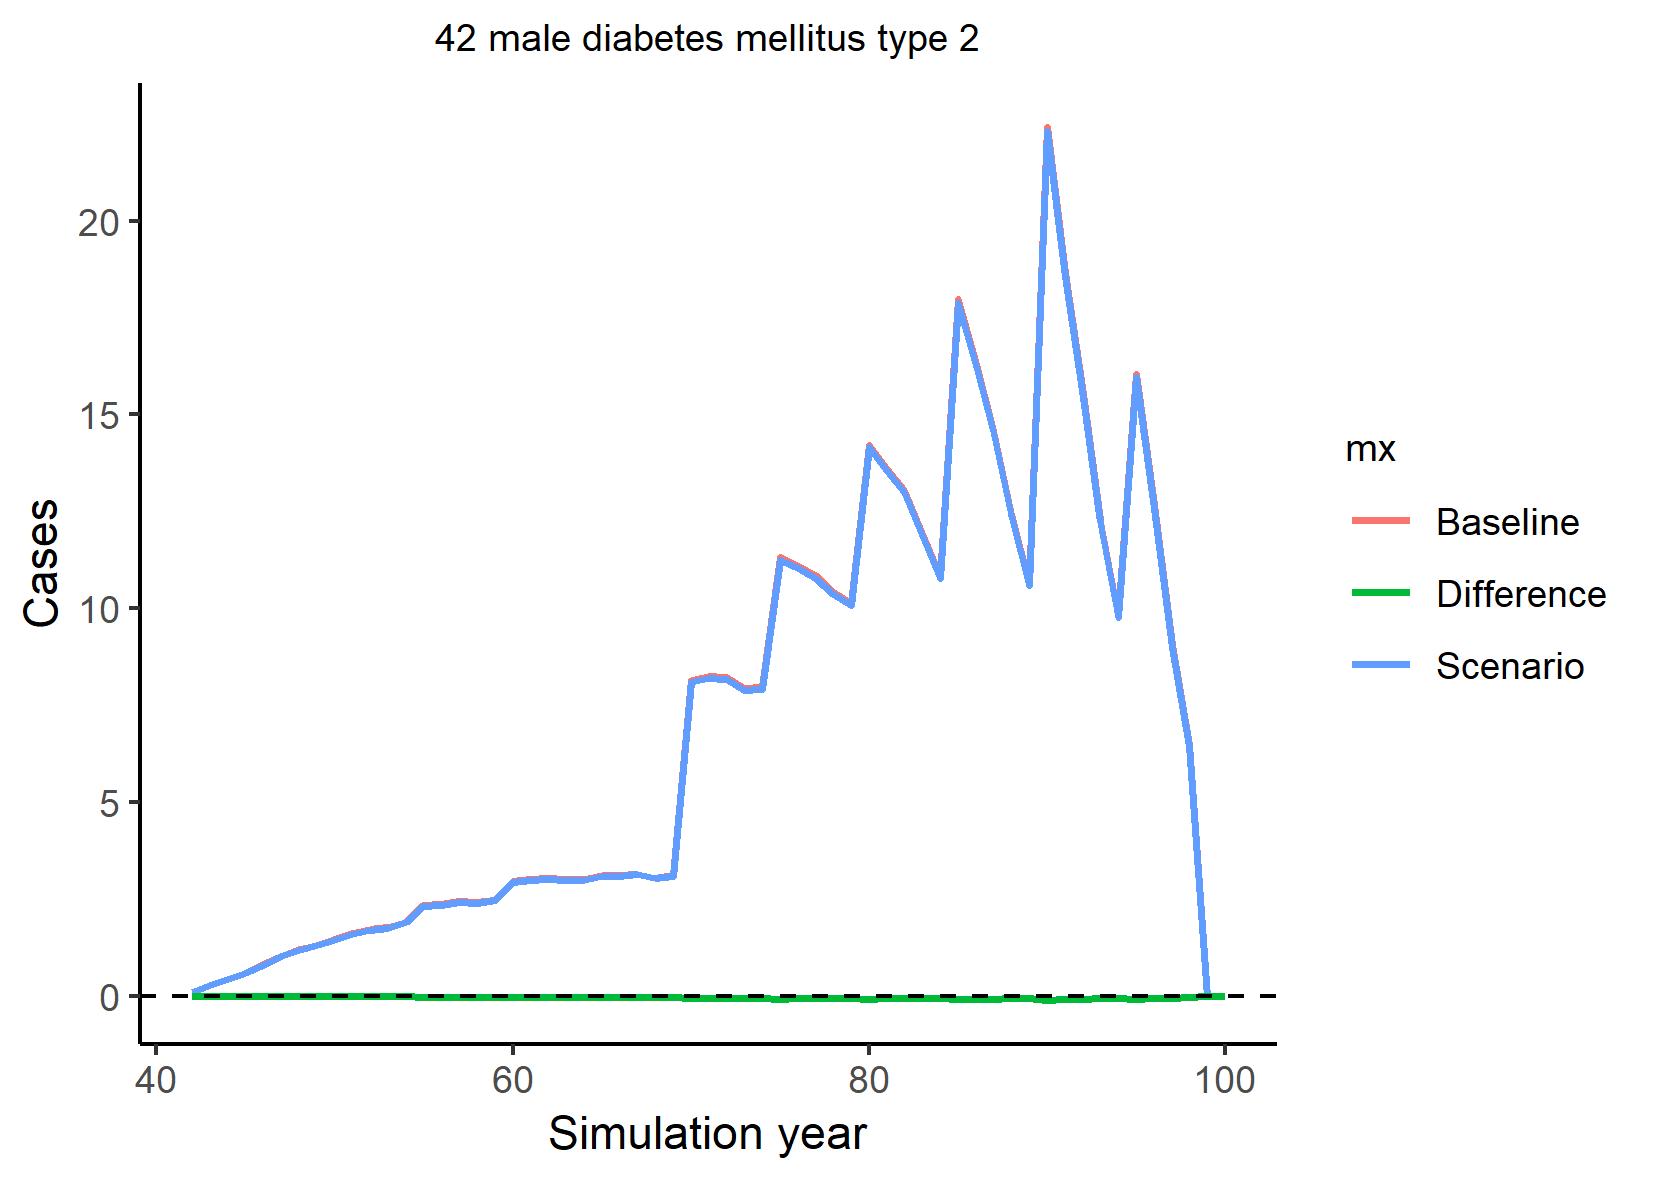 42 male diabetes mellitus type 2
20
15
10
5
0
Cases
40 60 80 100
Simulation year
mx
Baseline
Difference
Scenario